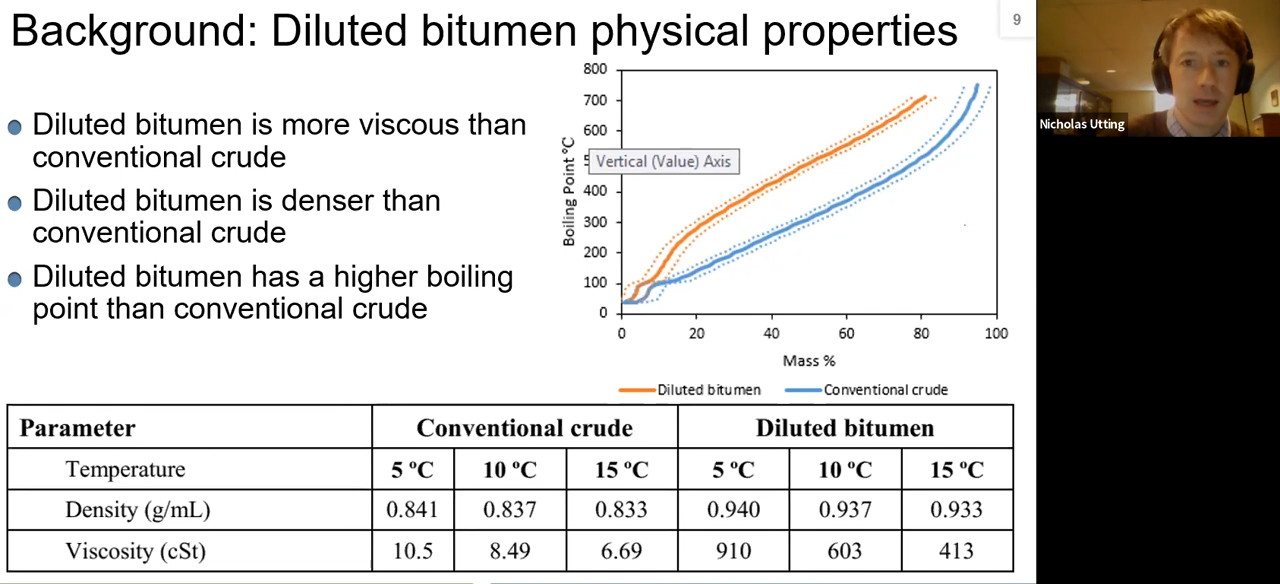 Background: Diluted bitumen physical properties
9
Nicholas Utting
Diluted bitumen is more viscous than
conventional crude
Diluted bitumen is denser than
conventional crude
Diluted bitumen has a higher boiling
point than conventional crude
Boiling Point °C
800
700
600
Vertical (Value) Axis
400
300
200
100
0
0 20 40 60 80 100
Mass %
Diluted bitumen Conventional crude
Parameter Conventional crude Diluted bitumen
Temperature 5 ºC 10 ºC 15 ºC 5 ºC 10 ºC 15 ºC
Density (g/mL) 0.841 0.837 0.833 0.940 0.937 0.933
Viscosity (cSt) 10.5 8.49 6.69 910 603 413